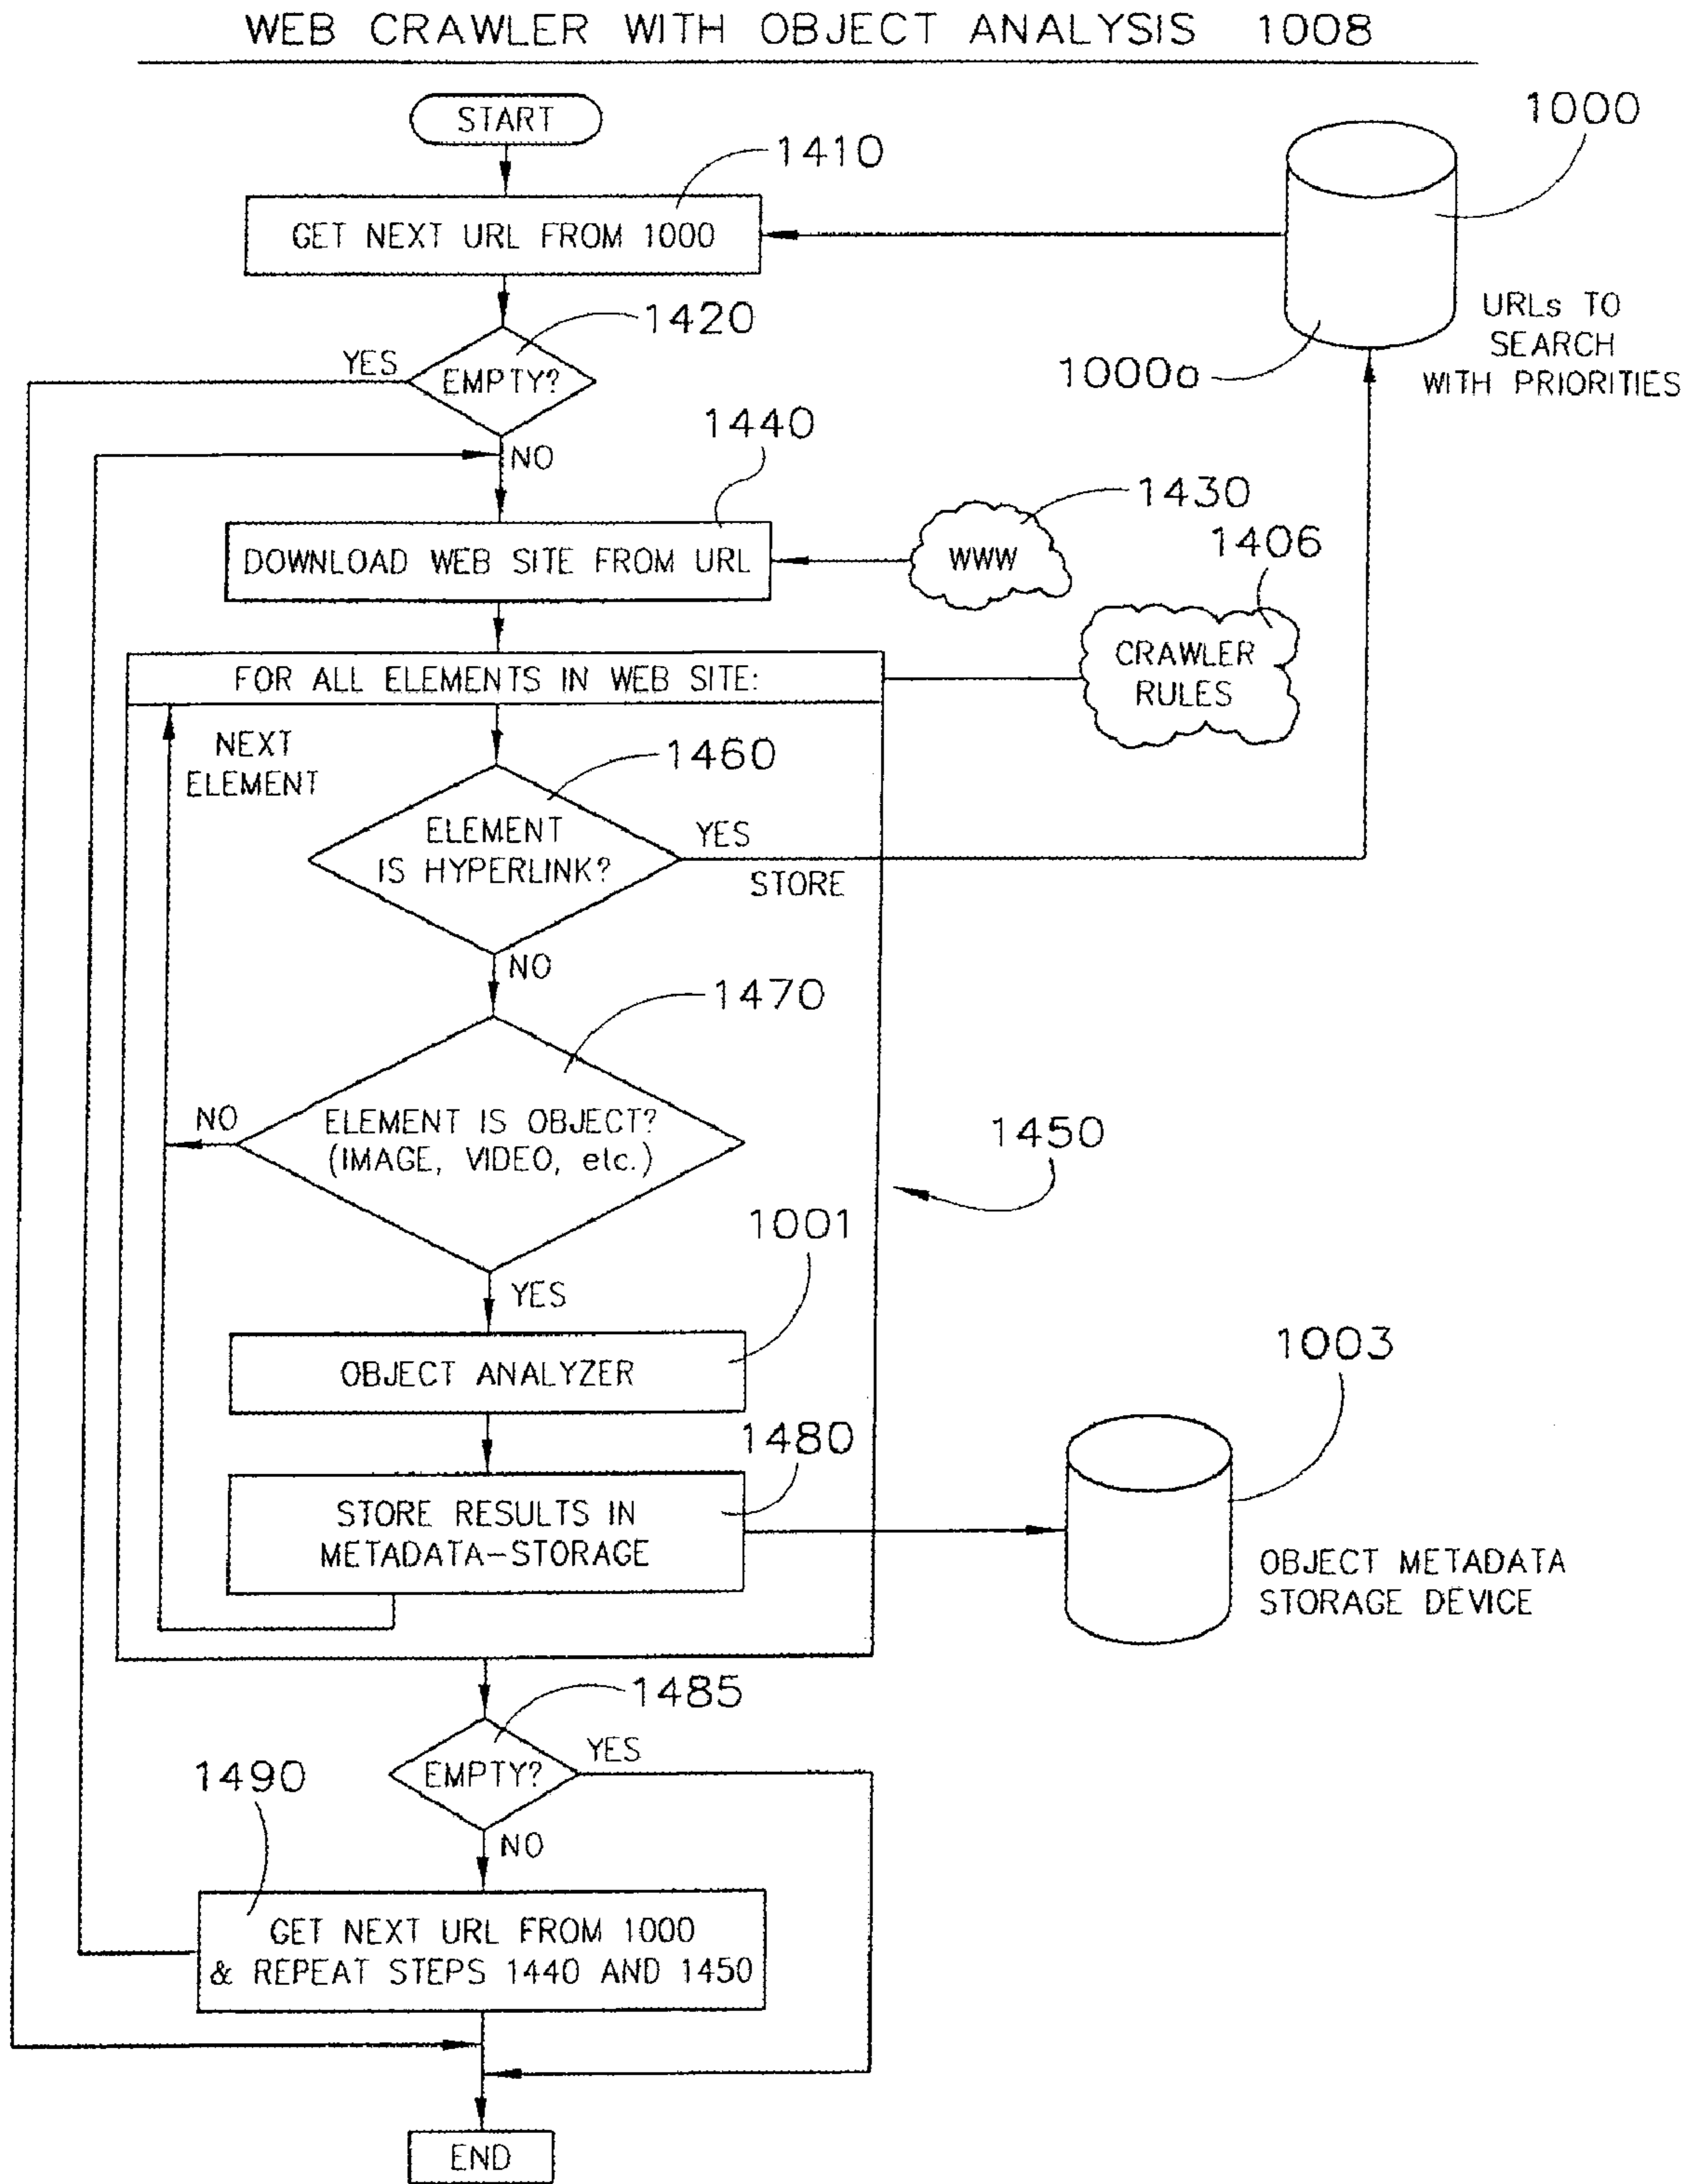 WEB CRAWLER WITH OBJECT ANALYSIS 1008
START
1410
1000
GET NEXT URL FROM 1000
1420
URLs TO
SEARCH
WITH PRIORITIES
YES
EMPTY?
1000a
NO
1440
1430
DOWNLOAD WEB SITE FROM URL
WWW
1406
CRAWLER
RULES
FOR ALL ELEMENTS IN WEB SITE:
NEXT
ELEMENT
1460
ELEMENT
IS HYPERLINK?
YES
STORE
NO
1470
NO
ELEMENT IS OBJECT?
(IMAGE, VIDEO, etc.)
1450
YES
1001
OBJECT ANALYZER
1003
1480
STORE RESULTS IN
METADATA-STORAGE
OBJECT METADATA
STORAGE DEVICE
1485
EMPTY?
YES
1490
NO
GET NEXT URL FROM 1000
& REPEAT STEPS 1440 AND 1450
END